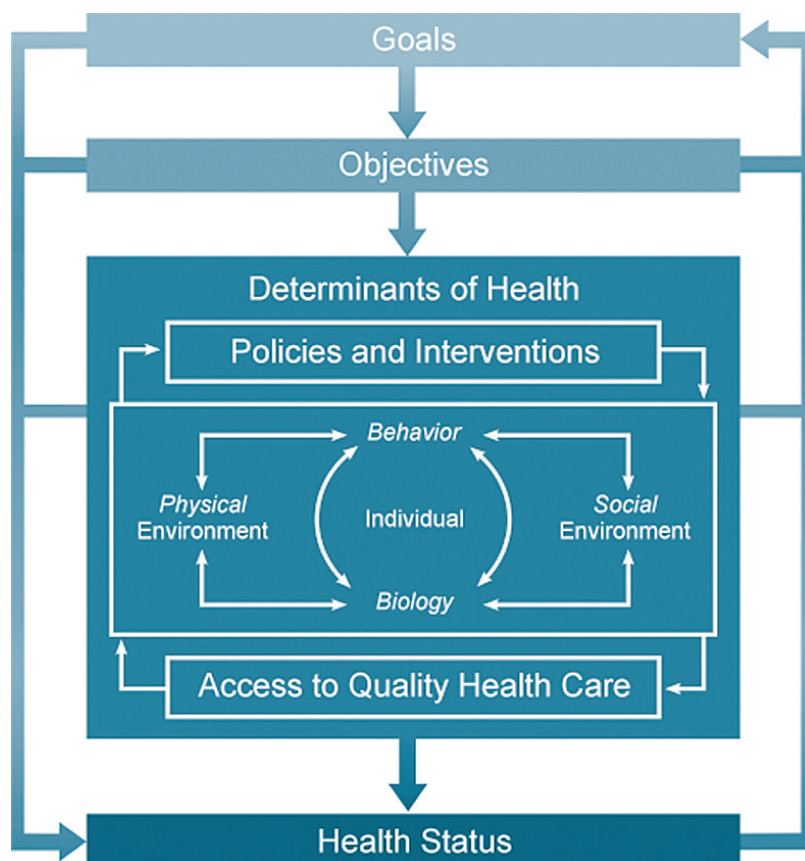 Goals
Objectives
Determinants of Health
Policies and Interventions
Behavior
Physical
Environment
Individual
Social
Environment
Biology
Access to Quality Health Care
Health Status